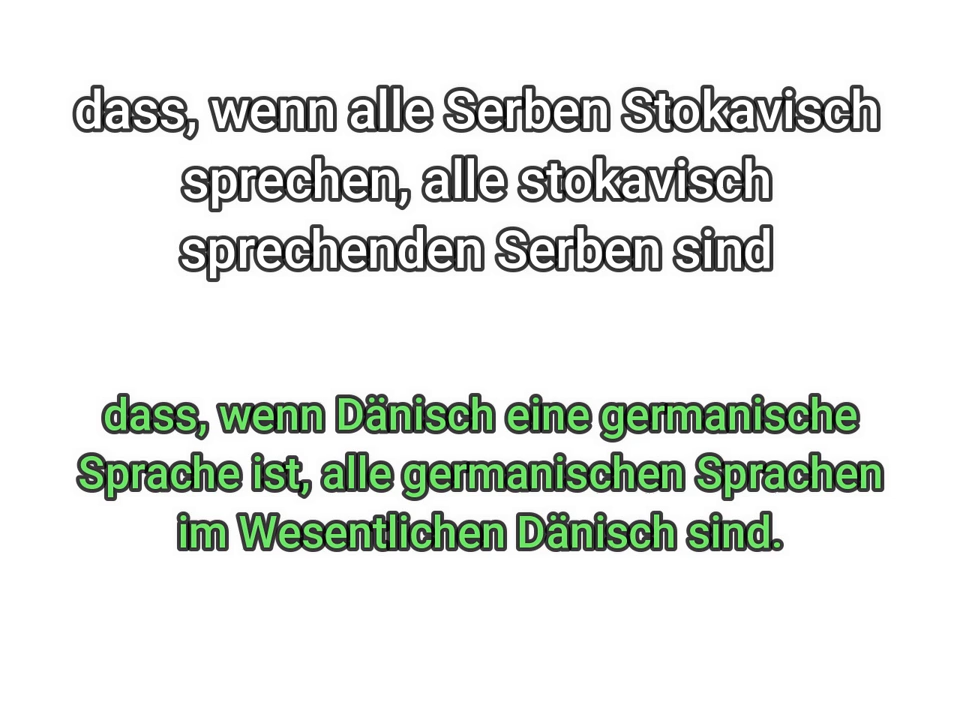 dass, wenn alle Serben Stokavisch
sprechen, alle stokavisch
sprechenden Serben sind
dass, wenn Dänisch eine germanische
Sprache ist, alle germanischen Sprachen
im Wesentlichen Dänisch sind.